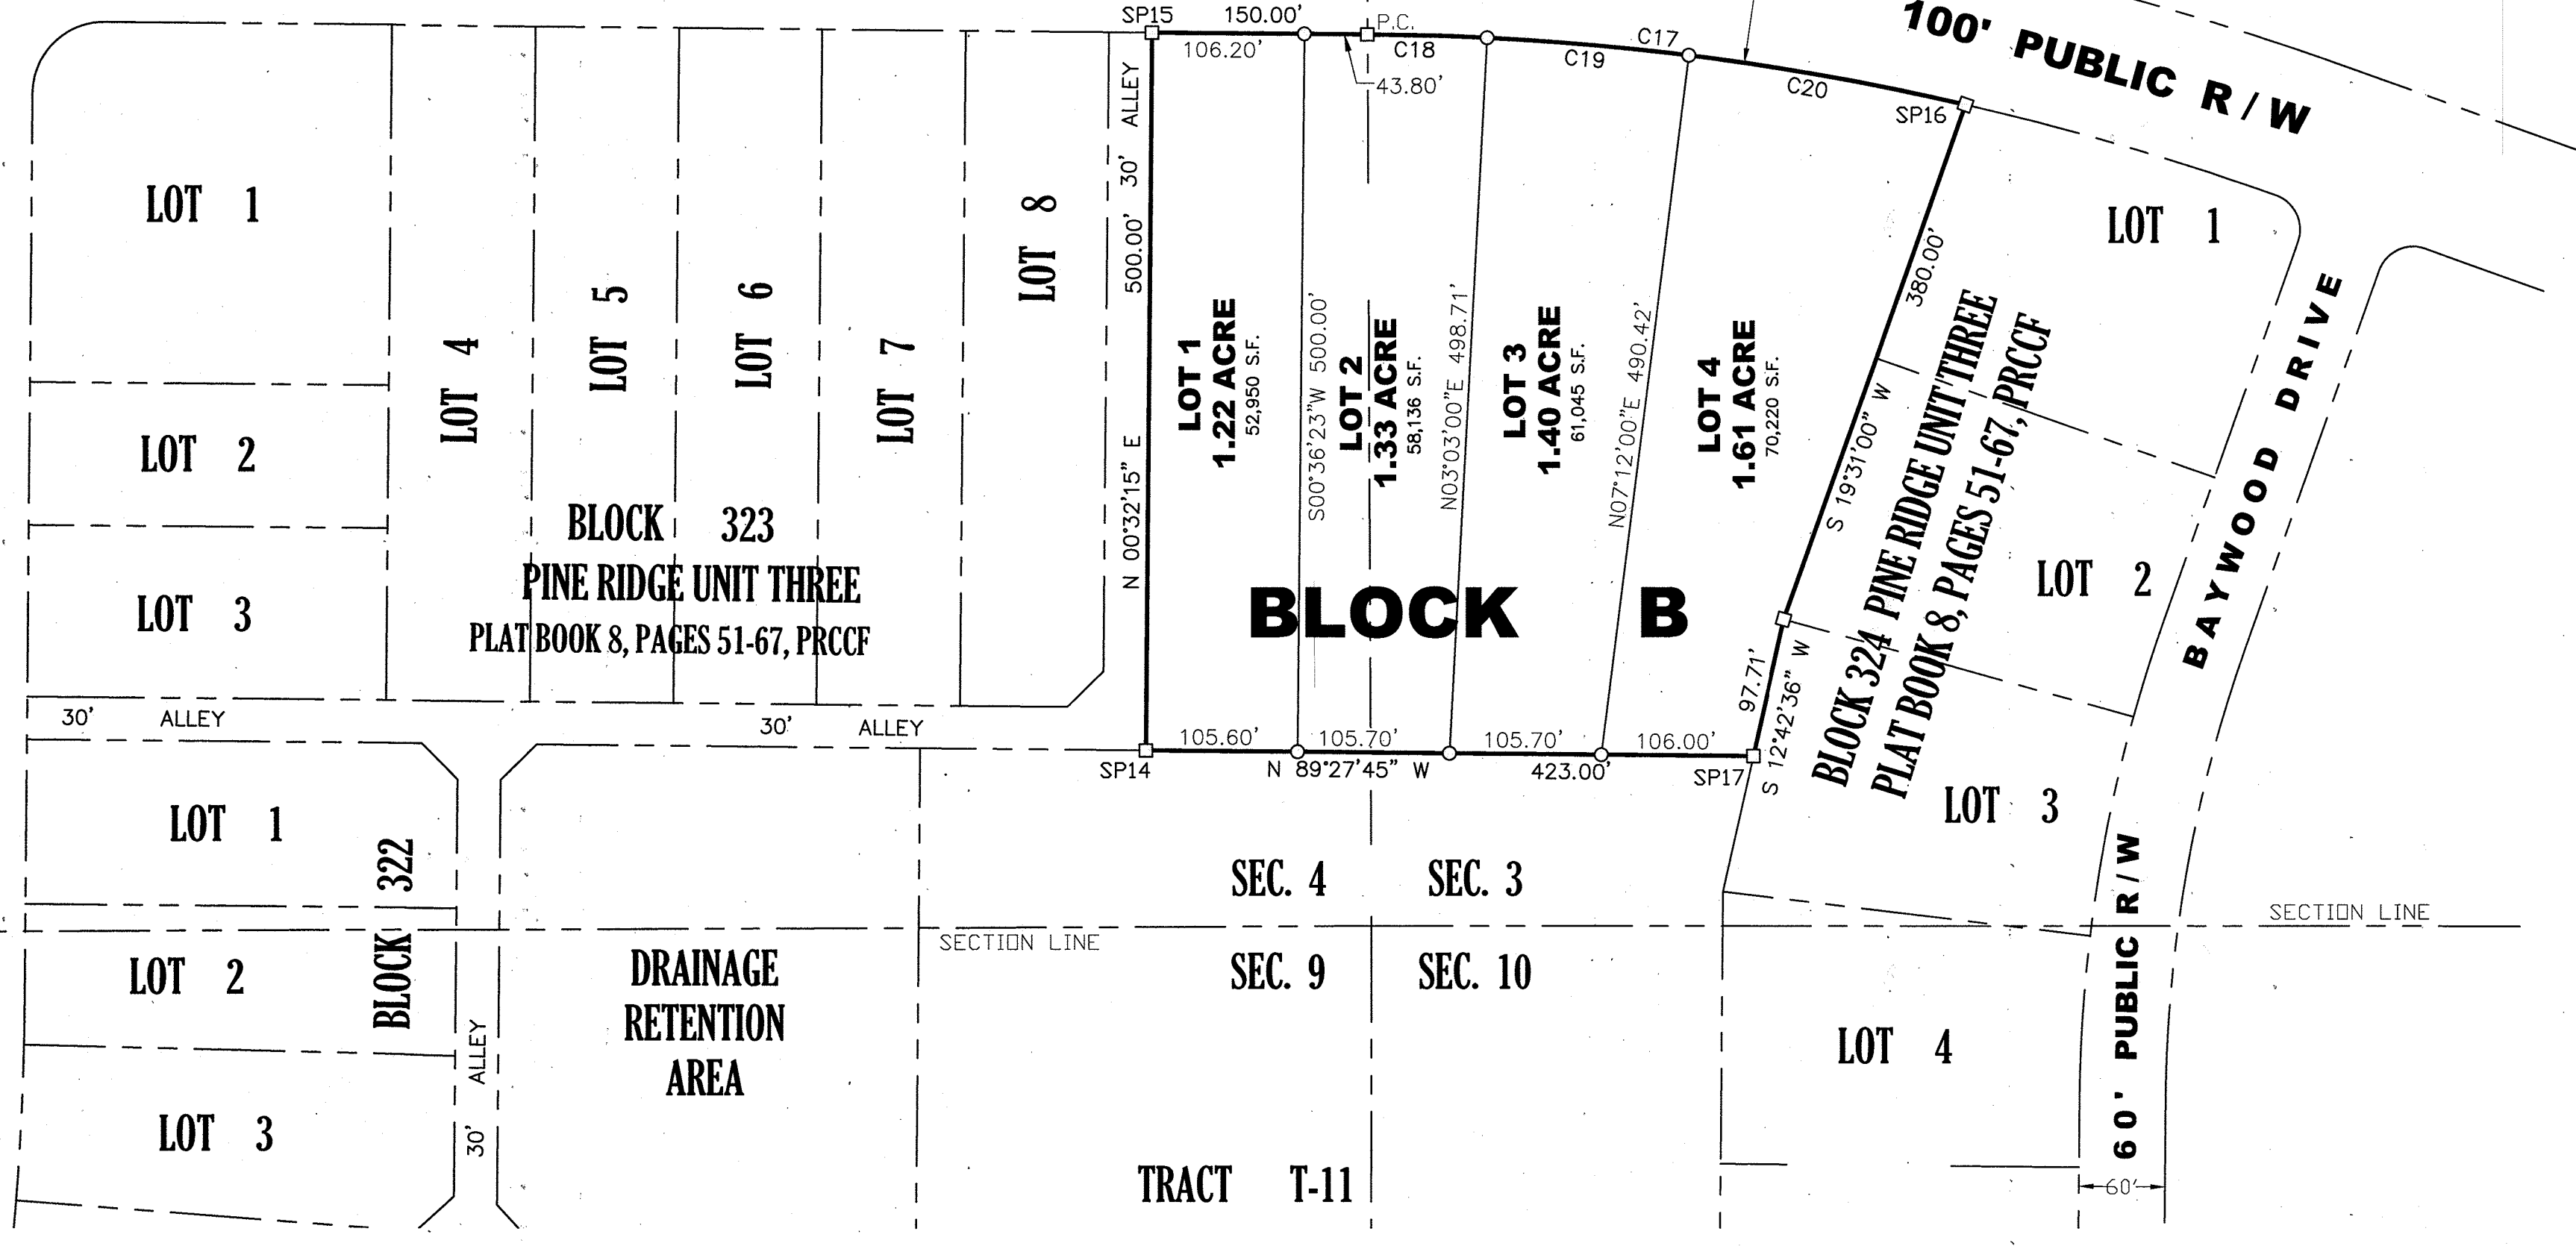 SP15
150.00'
P.C.
106.20'
43.80'
C18
C17
C19
C20
SP16
100' PUBLIC R/W
30' ALLEY
500.00'
N 00°32'15" E
LOT 1
LOT 2
LOT 3
LOT 4
LOT 5
LOT 6
LOT 7
LOT 8
BLOCK 323
PINE RIDGE UNIT THREE
PLAT BOOK 8, PAGES 51-67, PRCCF
LOT 1
1.22 ACRE
52,950 S.F.
S00°36'23"W 500.00'
LOT 2
1.33 ACRE
58,136 S.F.
N03°03'00"E 498.71'
LOT 3
1.40 ACRE
61,045 S.F.
N07°12'00"E 490.42'
LOT 4
1.61 ACRE
70,220 S.F.
BLOCK B
380.00'
S 19°31'00" W
97.71'
S 12°42'36" W
BLOCK 324 PINE RIDGE UNIT THREE
PLAT BOOK 8, PAGES 51-67, PRCCF
LOT 1
LOT 2
LOT 3
LOT 4
BAYWOOD DRIVE
60' PUBLIC R/W
60'
30' ALLEY
30' ALLEY
SP14
105.60'
105.70'
105.70'
106.00'
N 89°27'45" W
423.00'
SP17
LOT 1
LOT 2
LOT 3
BLOCK 322
30' ALLEY
DRAINAGE
RETENTION
AREA
SEC. 4
SEC. 3
SECTION LINE
SECTION LINE
SEC. 9
SEC. 10
TRACT T-11